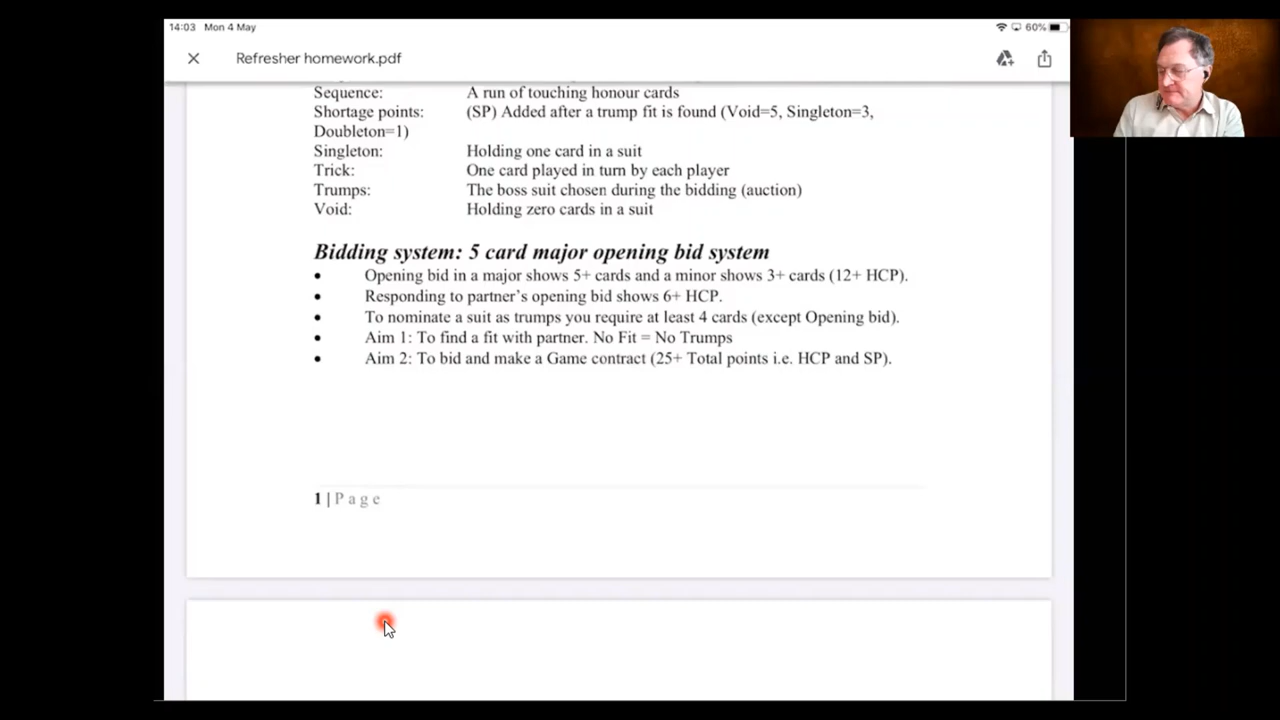 14:03 Mon 4 May
60%
Refresher homework.pdf
Sequence: A run of touching honour cards
Shortage points: (SP) Added after a trump fit is found (Void=5, Singleton=3,
Doubleton=1)
Singleton: Holding one card in a suit
Trick: One card played in turn by each player
Trumps: The boss suit chosen during the bidding (auction)
Void: Holding zero cards in a suit
Bidding system: 5 card major opening bid system
• Opening bid in a major shows 5+ cards and a minor shows 3+ cards (12+ HCP).
• Responding to partner's opening bid shows 6+ HCP.
• To nominate a suit as trumps you require at least 4 cards (except Opening bid).
• Aim 1: To find a fit with partner. No Fit = No Trumps
• Aim 2: To bid and make a Game contract (25+ Total points i.e. HCP and SP).
1 | Page